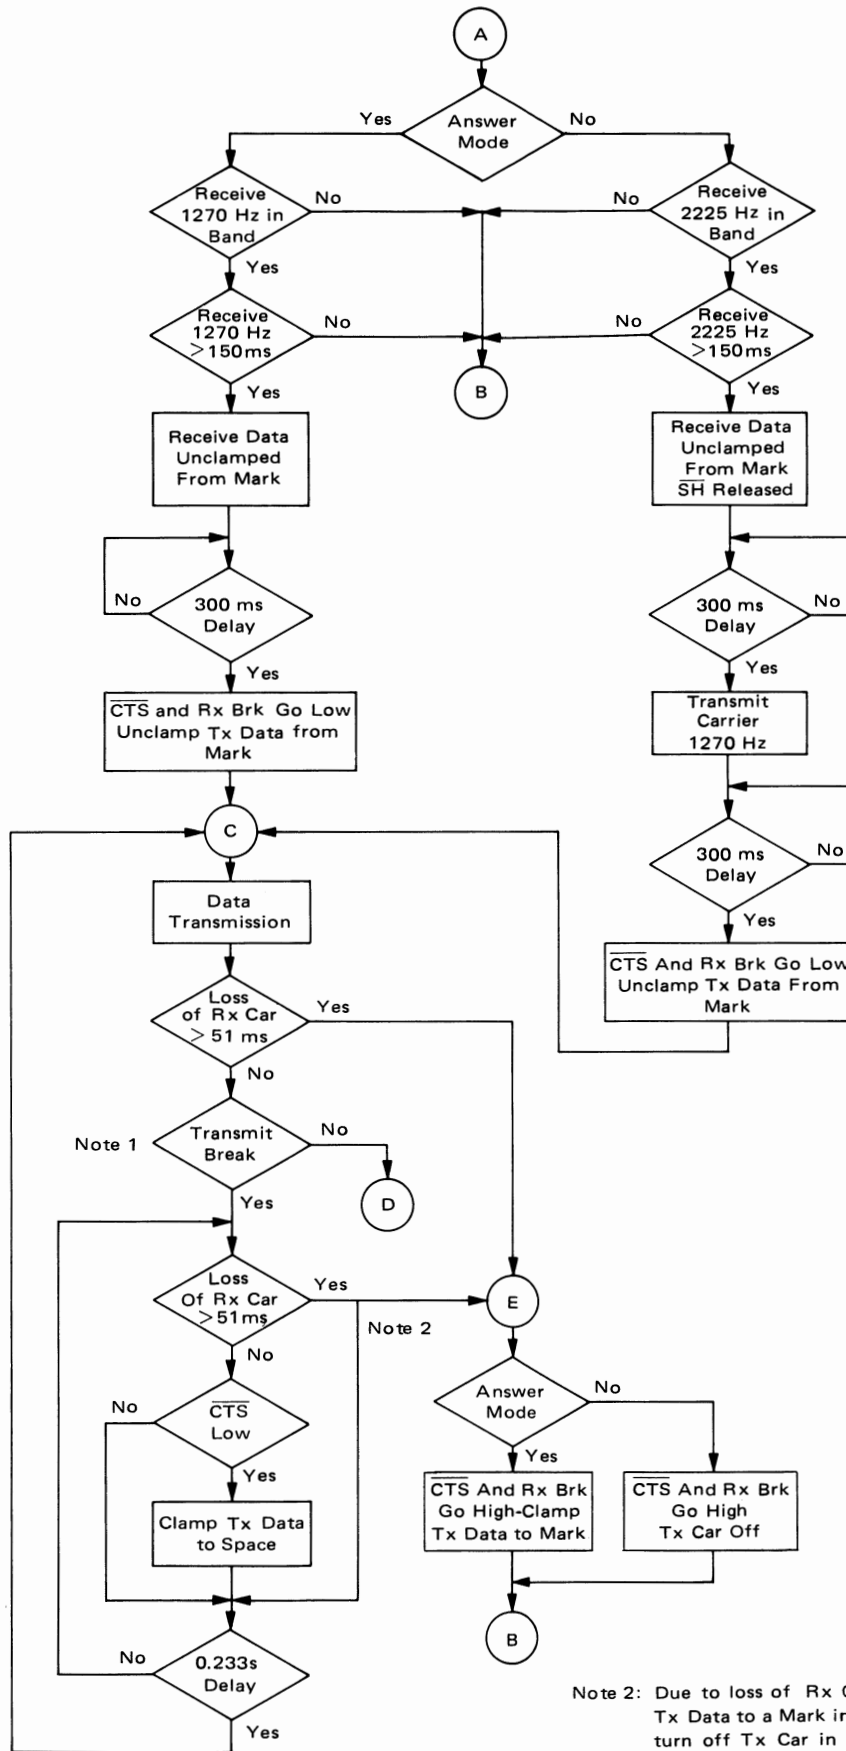 A
Answer
Mode
Yes
No
Receive
1270 Hz in
Band
No
No
Receive
2225 Hz in
Band
Yes
Yes
Receive
1270 Hz
>150ms
No
No
Receive
2225 Hz
>150ms
B
Yes
Yes
Receive Data
Unclamped
From Mark
Receive Data
Unclamped
From Mark
SH Released
No
300 ms
Delay
300 ms
Delay
No
Yes
Yes
CTS and Rx Brk Go Low
Unclamp Tx Data from
Mark
Transmit
Carrier
1270 Hz
C
300 ms
Delay
No
Data
Transmission
Yes
CTS And Rx Brk Go Low
Unclamp Tx Data From
Mark
Loss
of Rx Car
> 51 ms
Yes
No
Note 1
Transmit
Break
No
D
Yes
Loss
Of Rx Car
>51ms
Yes
E
Note 2
No
No
CTS
Low
Answer
Mode
No
Yes
Yes
CTS And Rx Brk
Go High-Clamp
Tx Data to Mark
CTS And Rx Brk
Go High
Tx Car Off
Clamp Tx Data
to Space
B
No
0.233s
Delay
Yes
Note 2: Due to loss of Rx
Tx Data to a Mark in
turn off Tx Car in